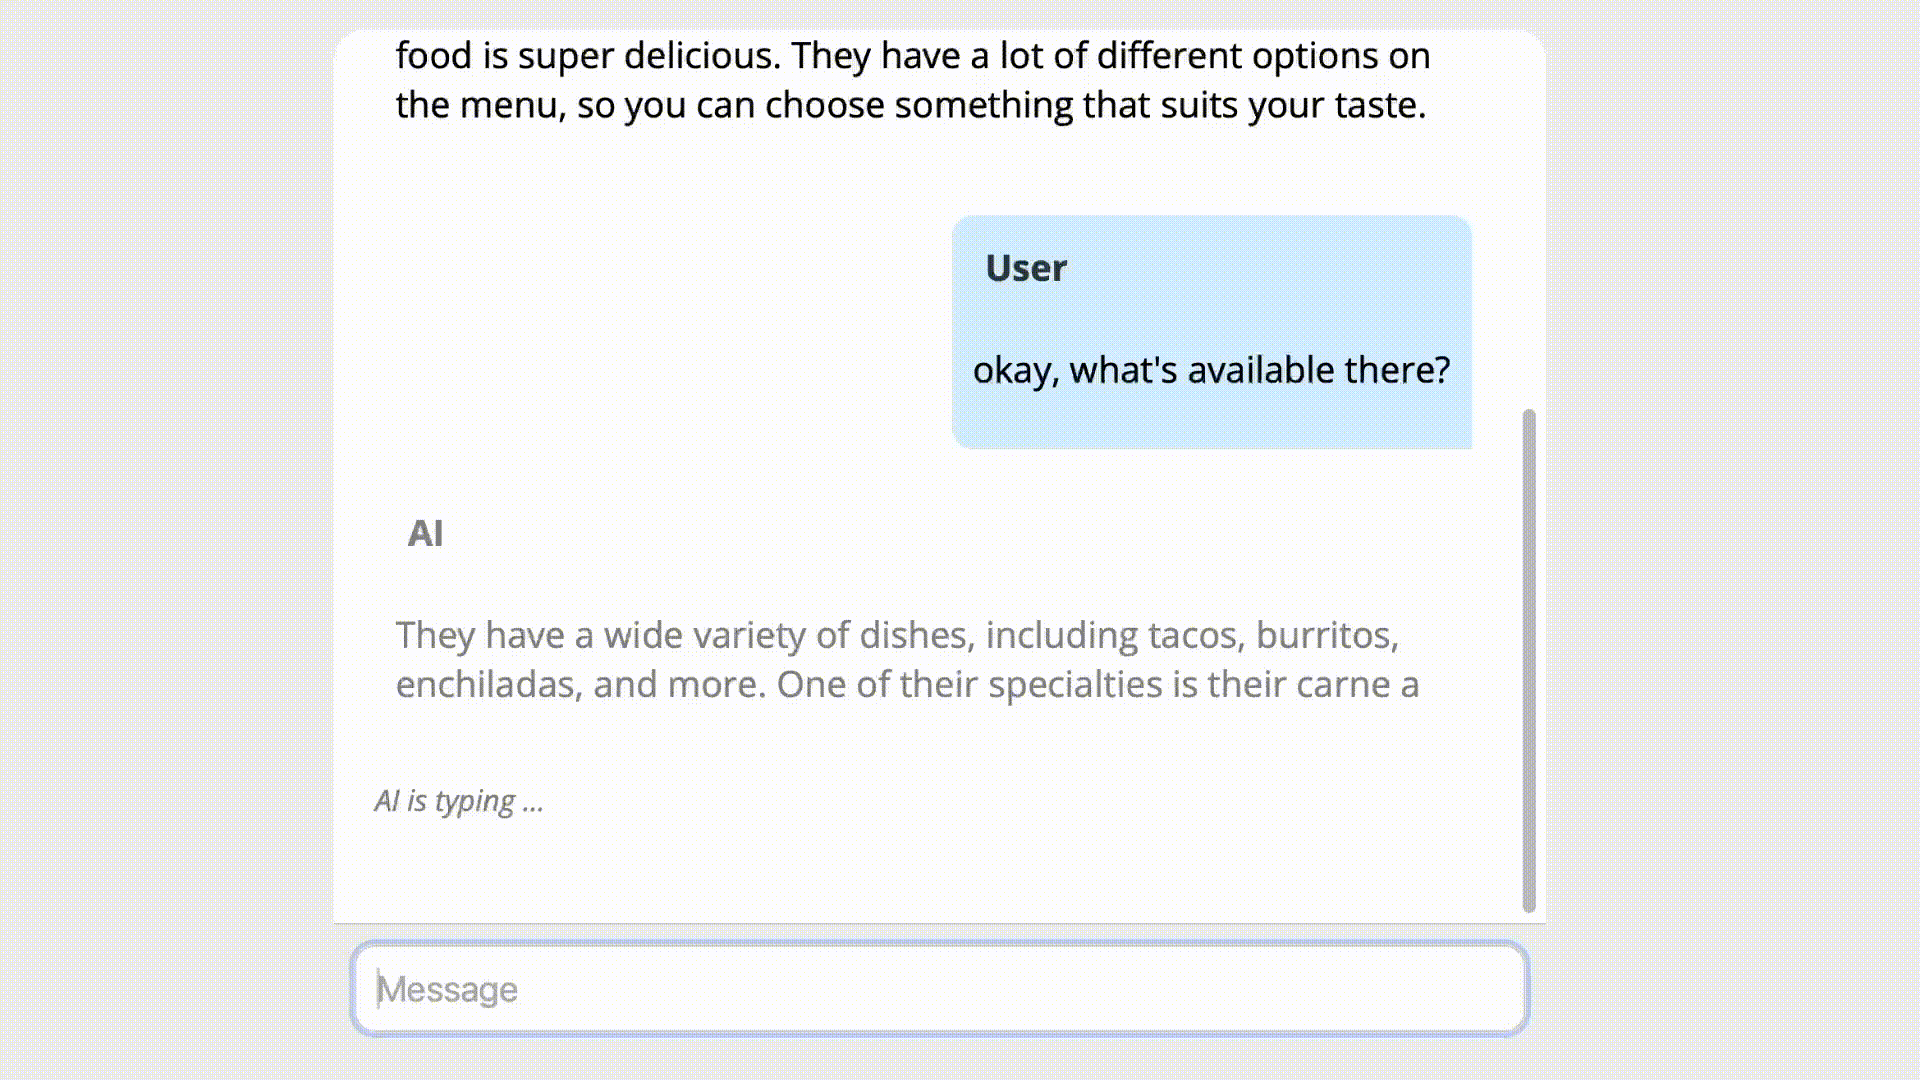 food is super delicious. They have a lot of different options on
the menu, so you can choose something that suits your taste.
User
okay, what's available there?
AI
They have a wide variety of dishes, including tacos, burritos,
enchiladas, and more. One of their specialties is their carne a
AI is typing ...
Message